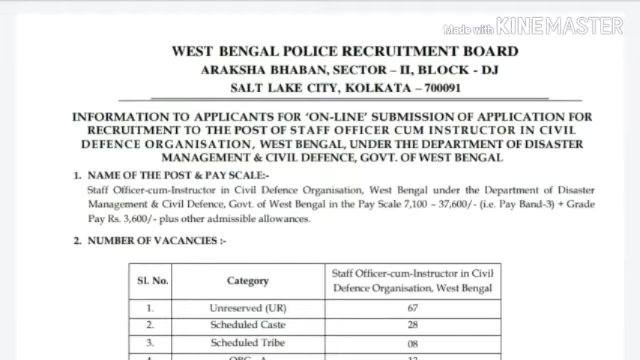 Made with KINEMASTER
WEST BENGAL POLICE RECRUITMENT BOARD
ARAKSHA BHABAN, SECTOR – II, BLOCK - DJ
SALT LAKE CITY, KOLKATA – 700091
INFORMATION TO APPLICANTS FOR ‘ON-LINE’ SUBMISSION OF APPLICATION FOR
RECRUITMENT TO THE POST OF STAFF OFFICER CUM INSTRUCTOR IN CIVIL
DEFENCE ORGANISATION, WEST BENGAL, UNDER THE DEPARTMENT OF DISASTER
MANAGEMENT & CIVIL DEFENCE, GOVT. OF WEST BENGAL
1. NAME OF THE POST & PAY SCALE:-
Staff Officer-cum-Instructor in Civil Defence Organisation, West Bengal under the Department of Disaster
Management & Civil Defence, Govt. of West Bengal in the Pay Scale 7,100 – 37,600/- (i.e. Pay Band-3) + Grade
Pay Rs. 3,600/- plus other admissible allowances.
2. NUMBER OF VACANCIES :-
Sl. No. Category Staff Officer-cum-Instructor in Civil
Defence Organisation, West Bengal
1. Unreserved (UR) 67
2. Scheduled Caste 28
3. Scheduled Tribe 08